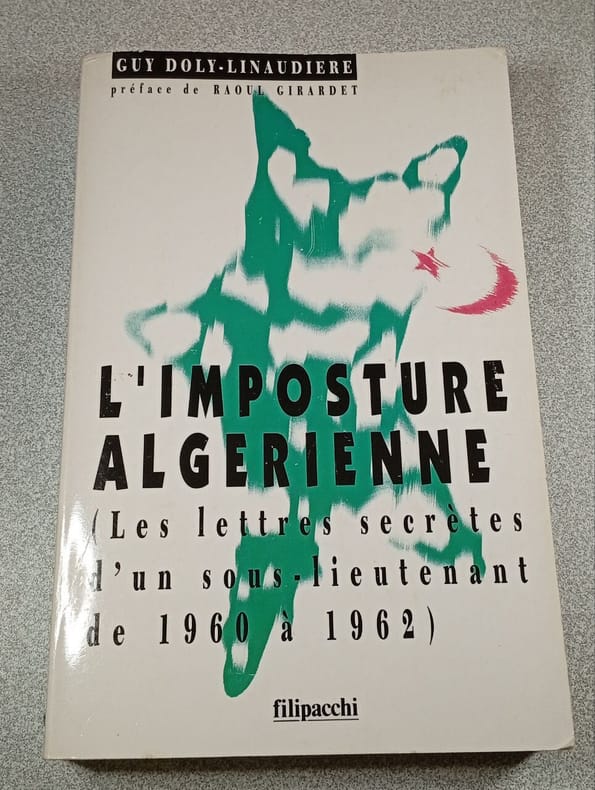 GUY DOLY-LINAUDIERE
préface de RAOUL GIRARDET
L'IMPOSTURE
ALGERIENNE
(Les lettres secrètes
d'un sous-lieutenant
de 1960 à 1962)
filipacchi